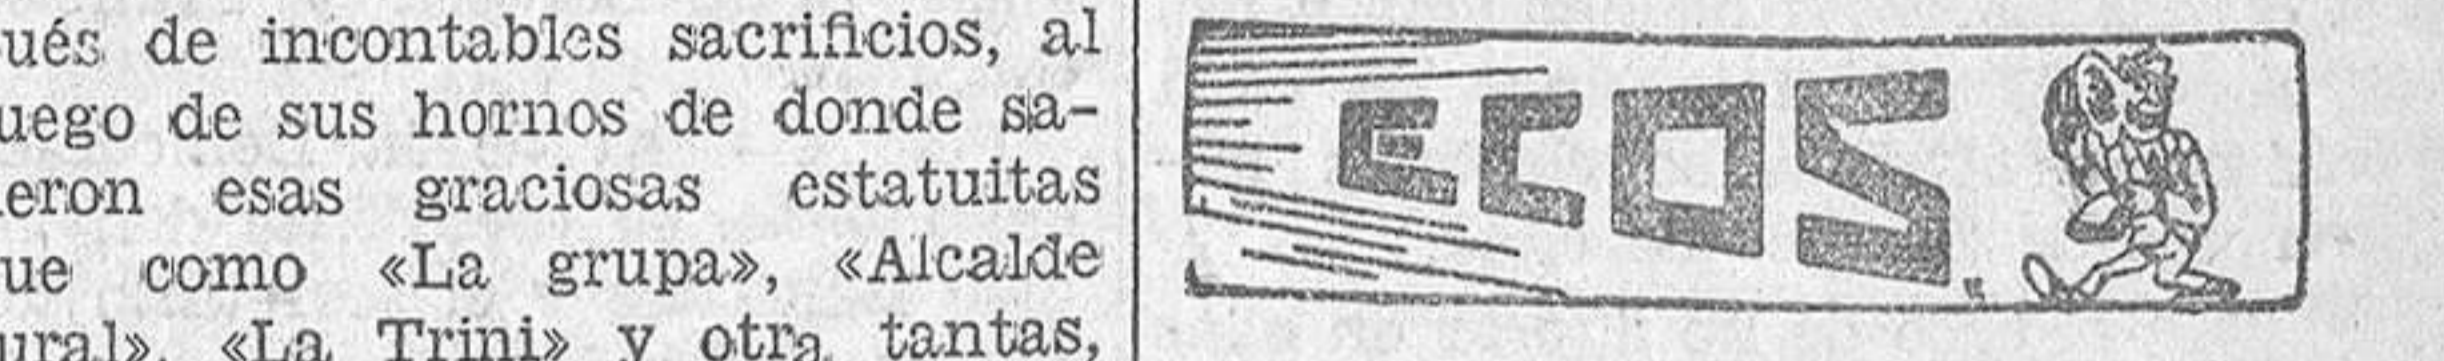 ués de incontables sacrificios, al
uego de sus hornos de donde sa-
eron esas graciosas estatuitas
ue como «La grupa», «Alcalde
ural», «La Trini» y otra tantas,
ECOS